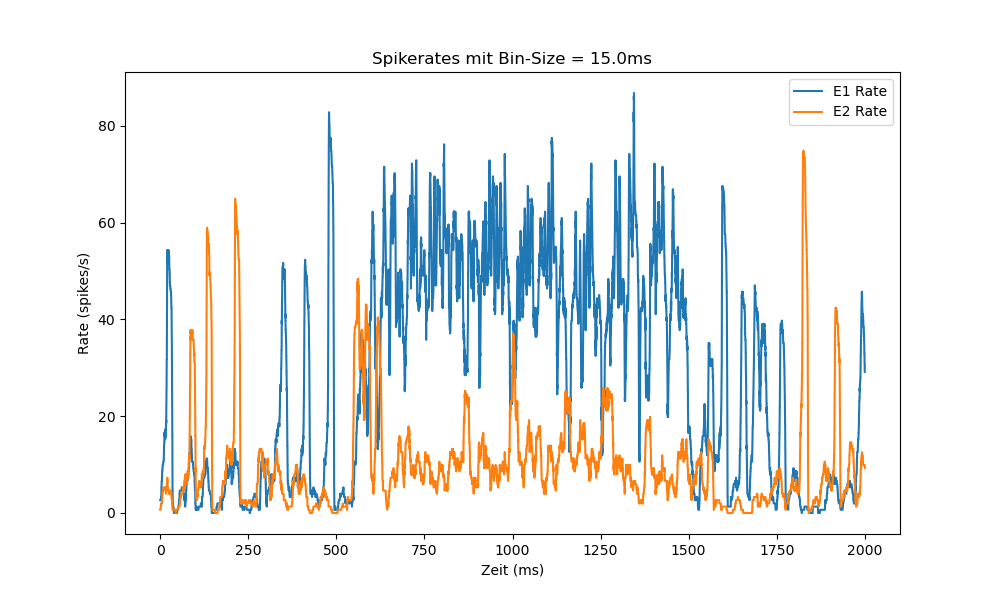 Spikerates mit Bin-Size = 15.0ms
E1 Rate
E2 Rate
Rate (spikes/s)
80
60
40
20
0
0 250 500 750 1000 1250 1500 1750 2000
Zeit (ms)